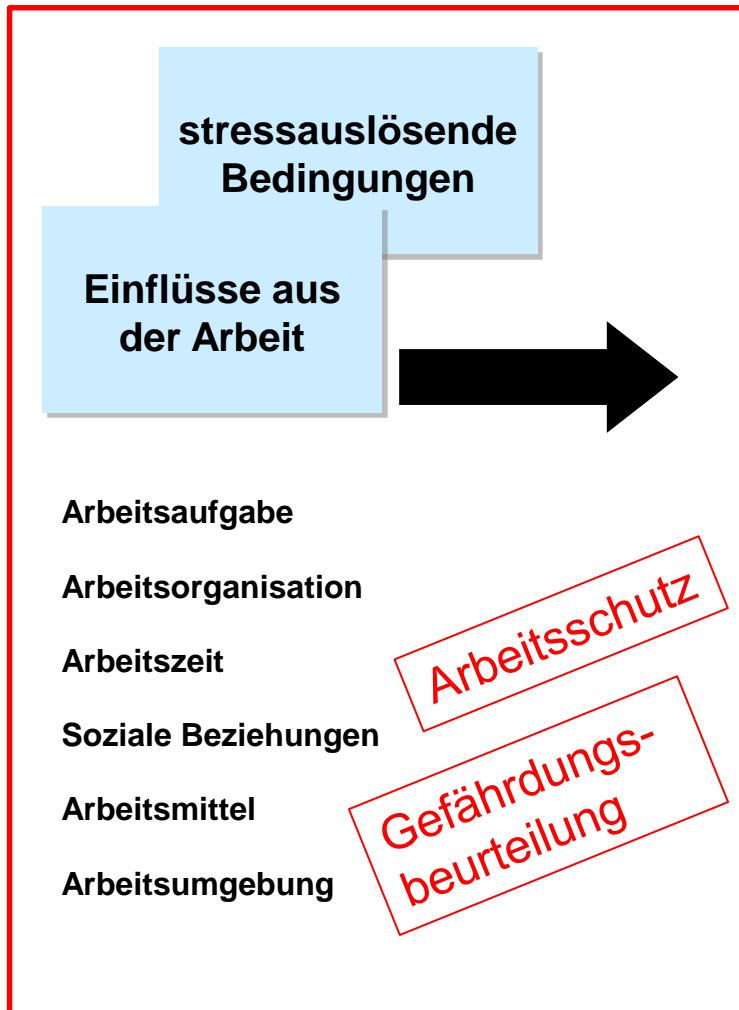 stressauslösende
Bedingungen
Einflüsse aus
der Arbeit
Arbeitsaufgabe
Arbeitsorganisation
Arbeitszeit
Soziale Beziehungen
Arbeitsmittel
Arbeitsumgebung
Arbeitsschutz
Gefährdungs-
beurteilung